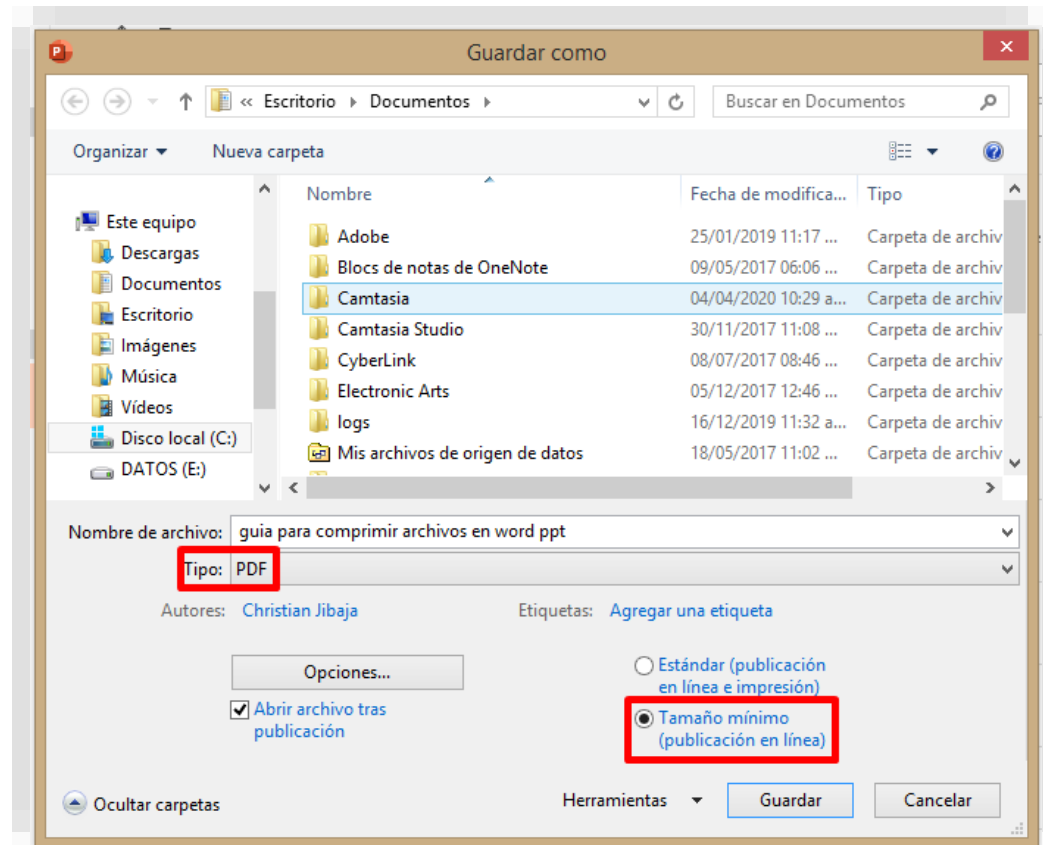 Guardar como
« Escritorio Documentos
Buscar en Documentos
Organizar Nueva carpeta
Nombre Fecha de modifica... Tipo
Este equipo
Descargas
Documentos
Escritorio
Imágenes
Música
Vídeos
Disco local (C:)
DATOS (E:)
Adobe 25/01/2019 11:17 ... Carpeta de archiv
Blocs de notas de OneNote 09/05/2017 06:06 ... Carpeta de archiv
Camtasia 04/04/2020 10:29 a... Carpeta de archiv
Camtasia Studio 30/11/2017 11:08 ... Carpeta de archiv
CyberLink 08/07/2017 08:46 ... Carpeta de archiv
Electronic Arts 05/12/2017 12:46 ... Carpeta de archiv
logs 16/12/2019 11:32 a... Carpeta de archiv
Mis archivos de origen de datos 18/05/2017 11:02 ... Carpeta de archiv
Nombre de archivo: guia para comprimir archivos en word ppt
Tipo: PDF
Autores: Christian Jibaja Etiquetas: Agregar una etiqueta
Opciones...
Abrir archivo tras
publicación
Estándar (publicación
en línea e impresión)
Tamaño mínimo
(publicación en línea)
Ocultar carpetas Herramientas Guardar Cancelar